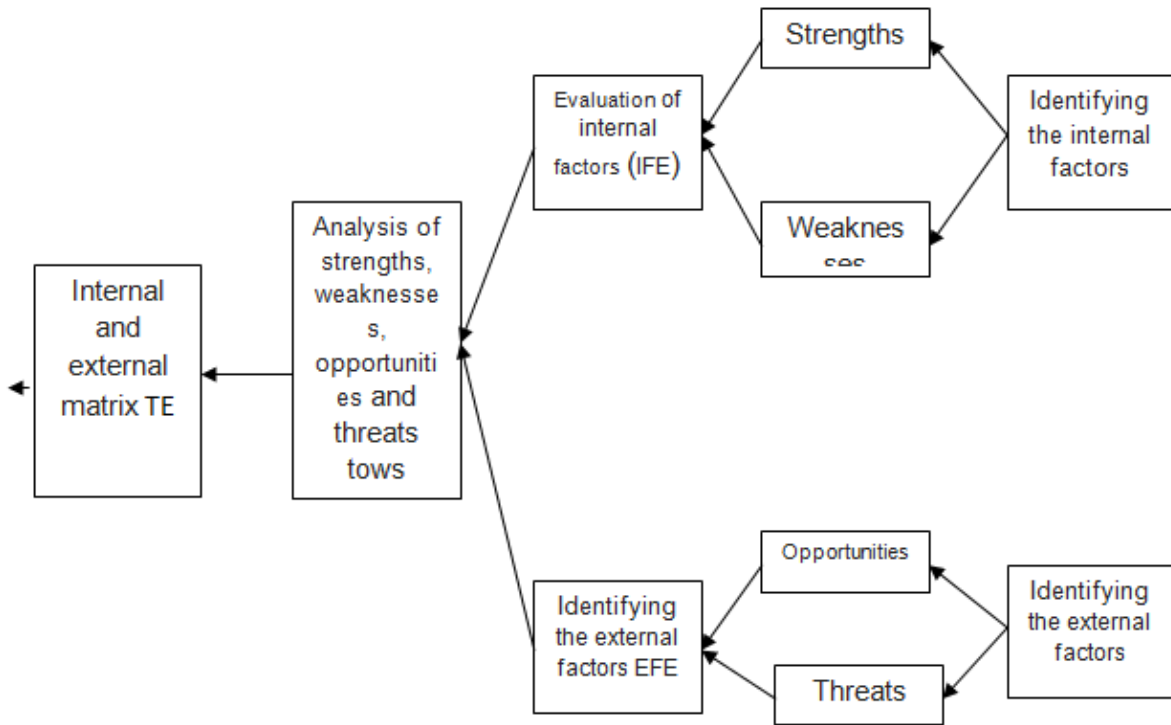 Strengths
Evaluation of
internal
factors (IFE)
Identifying
the internal
factors
Weaknes
ses
Analysis of
strengths,
weaknesse
s,
opportuniti
es and
threats
tows
Internal
and
external
matrix TE
Opportunities
Identifying
the external
factors EFE
Identifying
the external
factors
Threats